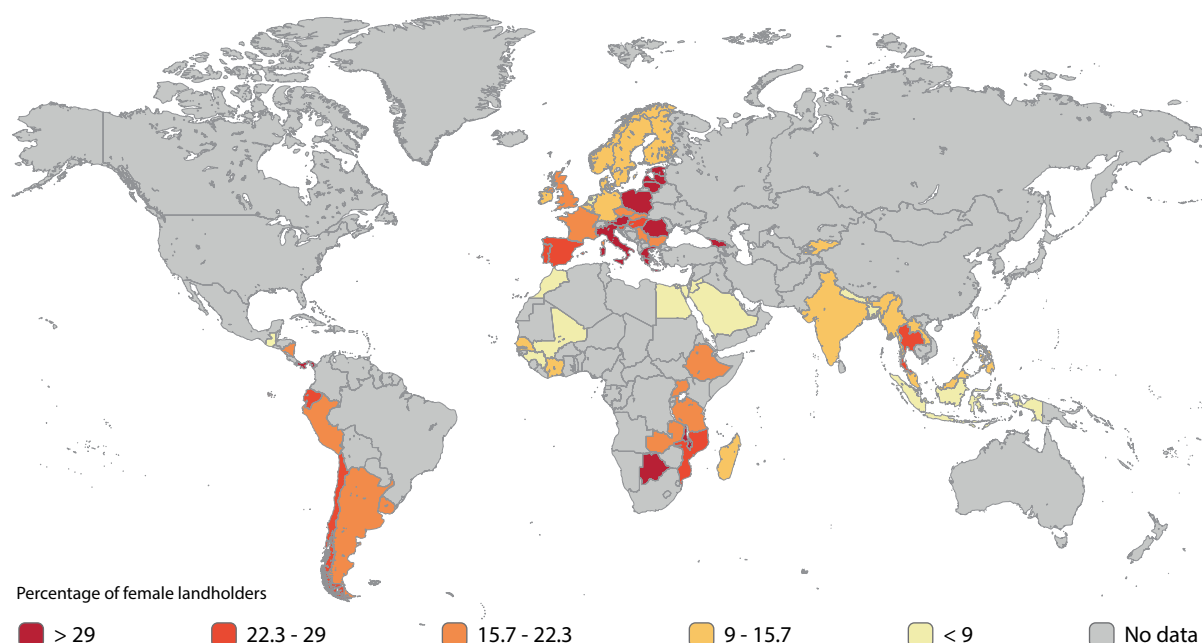 Percentage of female landholders
> 29 22.3 - 29 15.7 - 22.3 9 - 15.7 < 9 No data